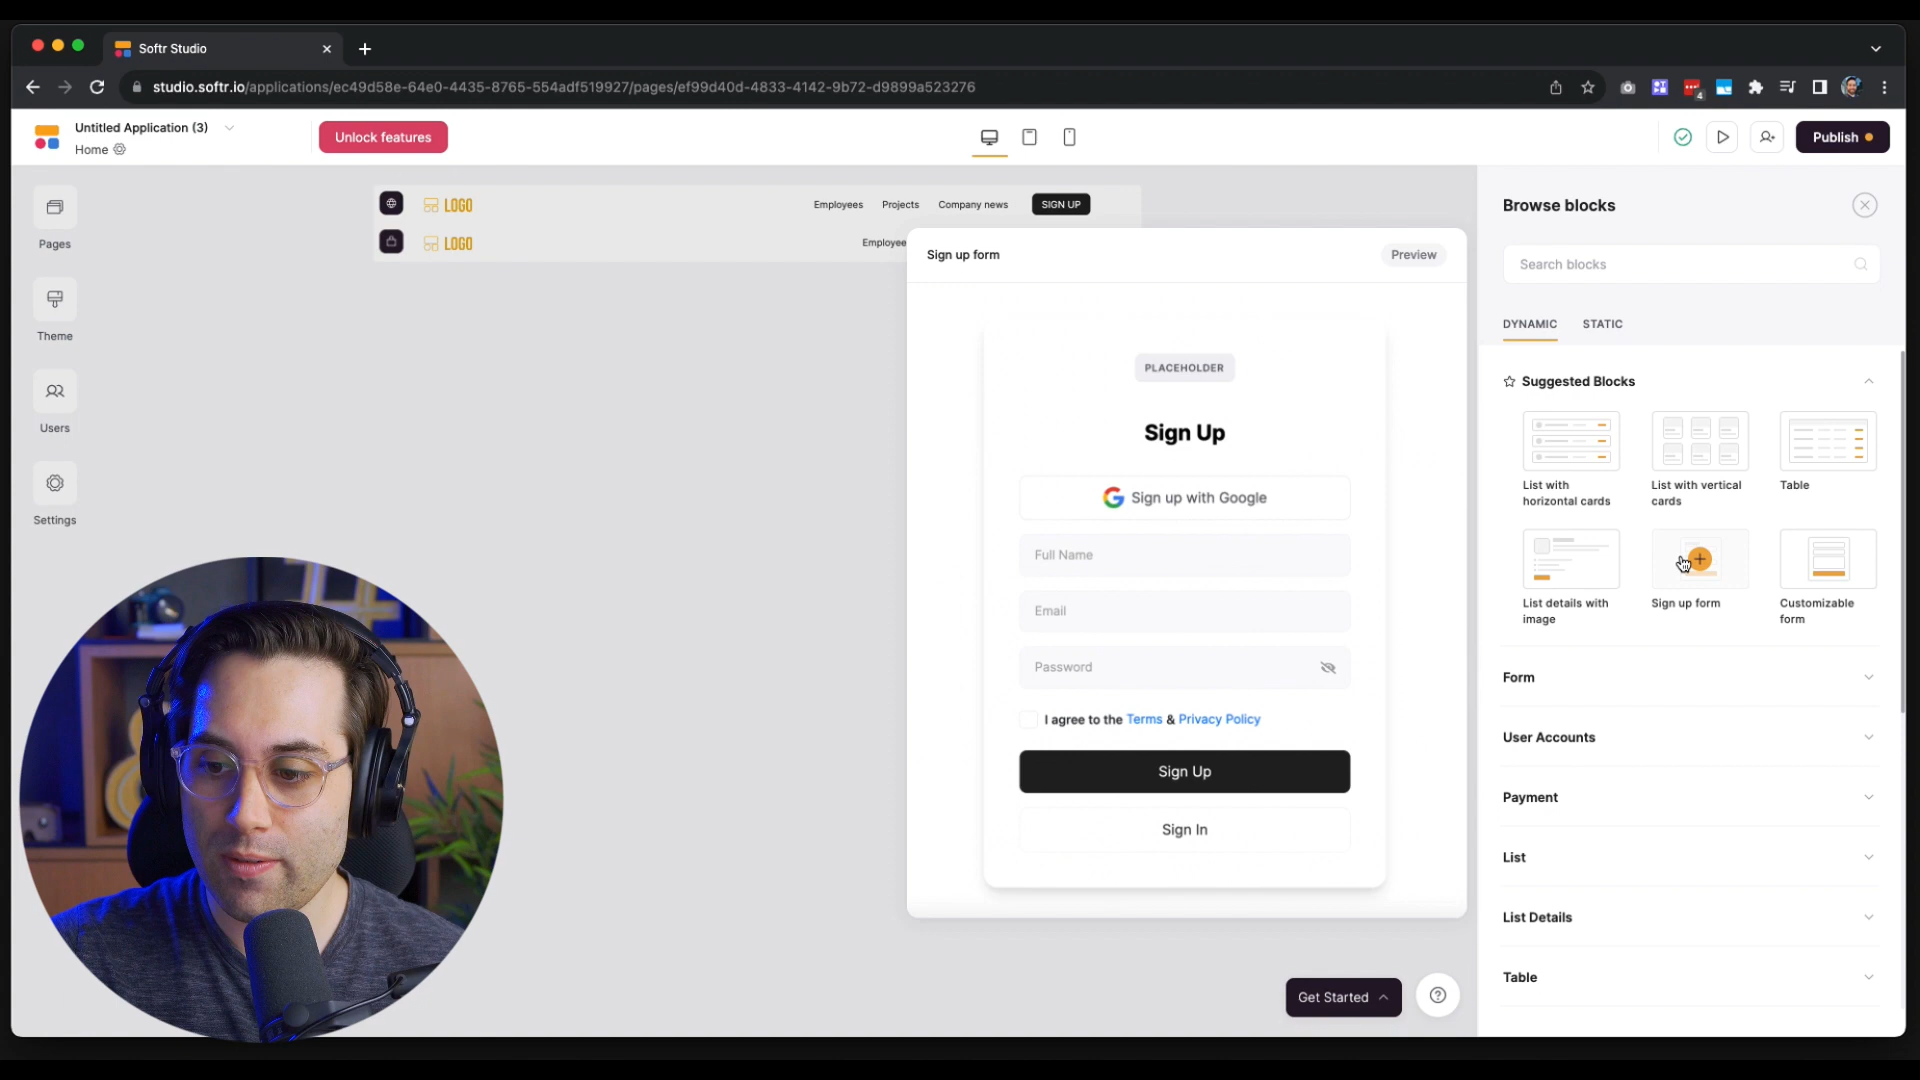 Softr Studio
studio.softr.io/applications/ec49d58e-64e0-4435-8765-554adf519927/pages/ef99d40d-4833-4142-9b72-d9899a523276
4
Untitled Application (3)
Home
Unlock features
Publish
Pages
Theme
Users
Settings
LOGO
Employees
Projects
Company news
SIGN UP
LOGO
Employee
Sign up form
Preview
PLACEHOLDER
Sign Up
Sign up with Google
Full Name
Email
Password
I agree to the Terms & Privacy Policy
Sign Up
Sign In
Get Started
Browse blocks
Search blocks
DYNAMIC
STATIC
Suggested Blocks
List with
horizontal cards
List with vertical
cards
Table
List details with
image
Sign up form
Customizable
form
Form
User Accounts
Payment
List
List Details
Table